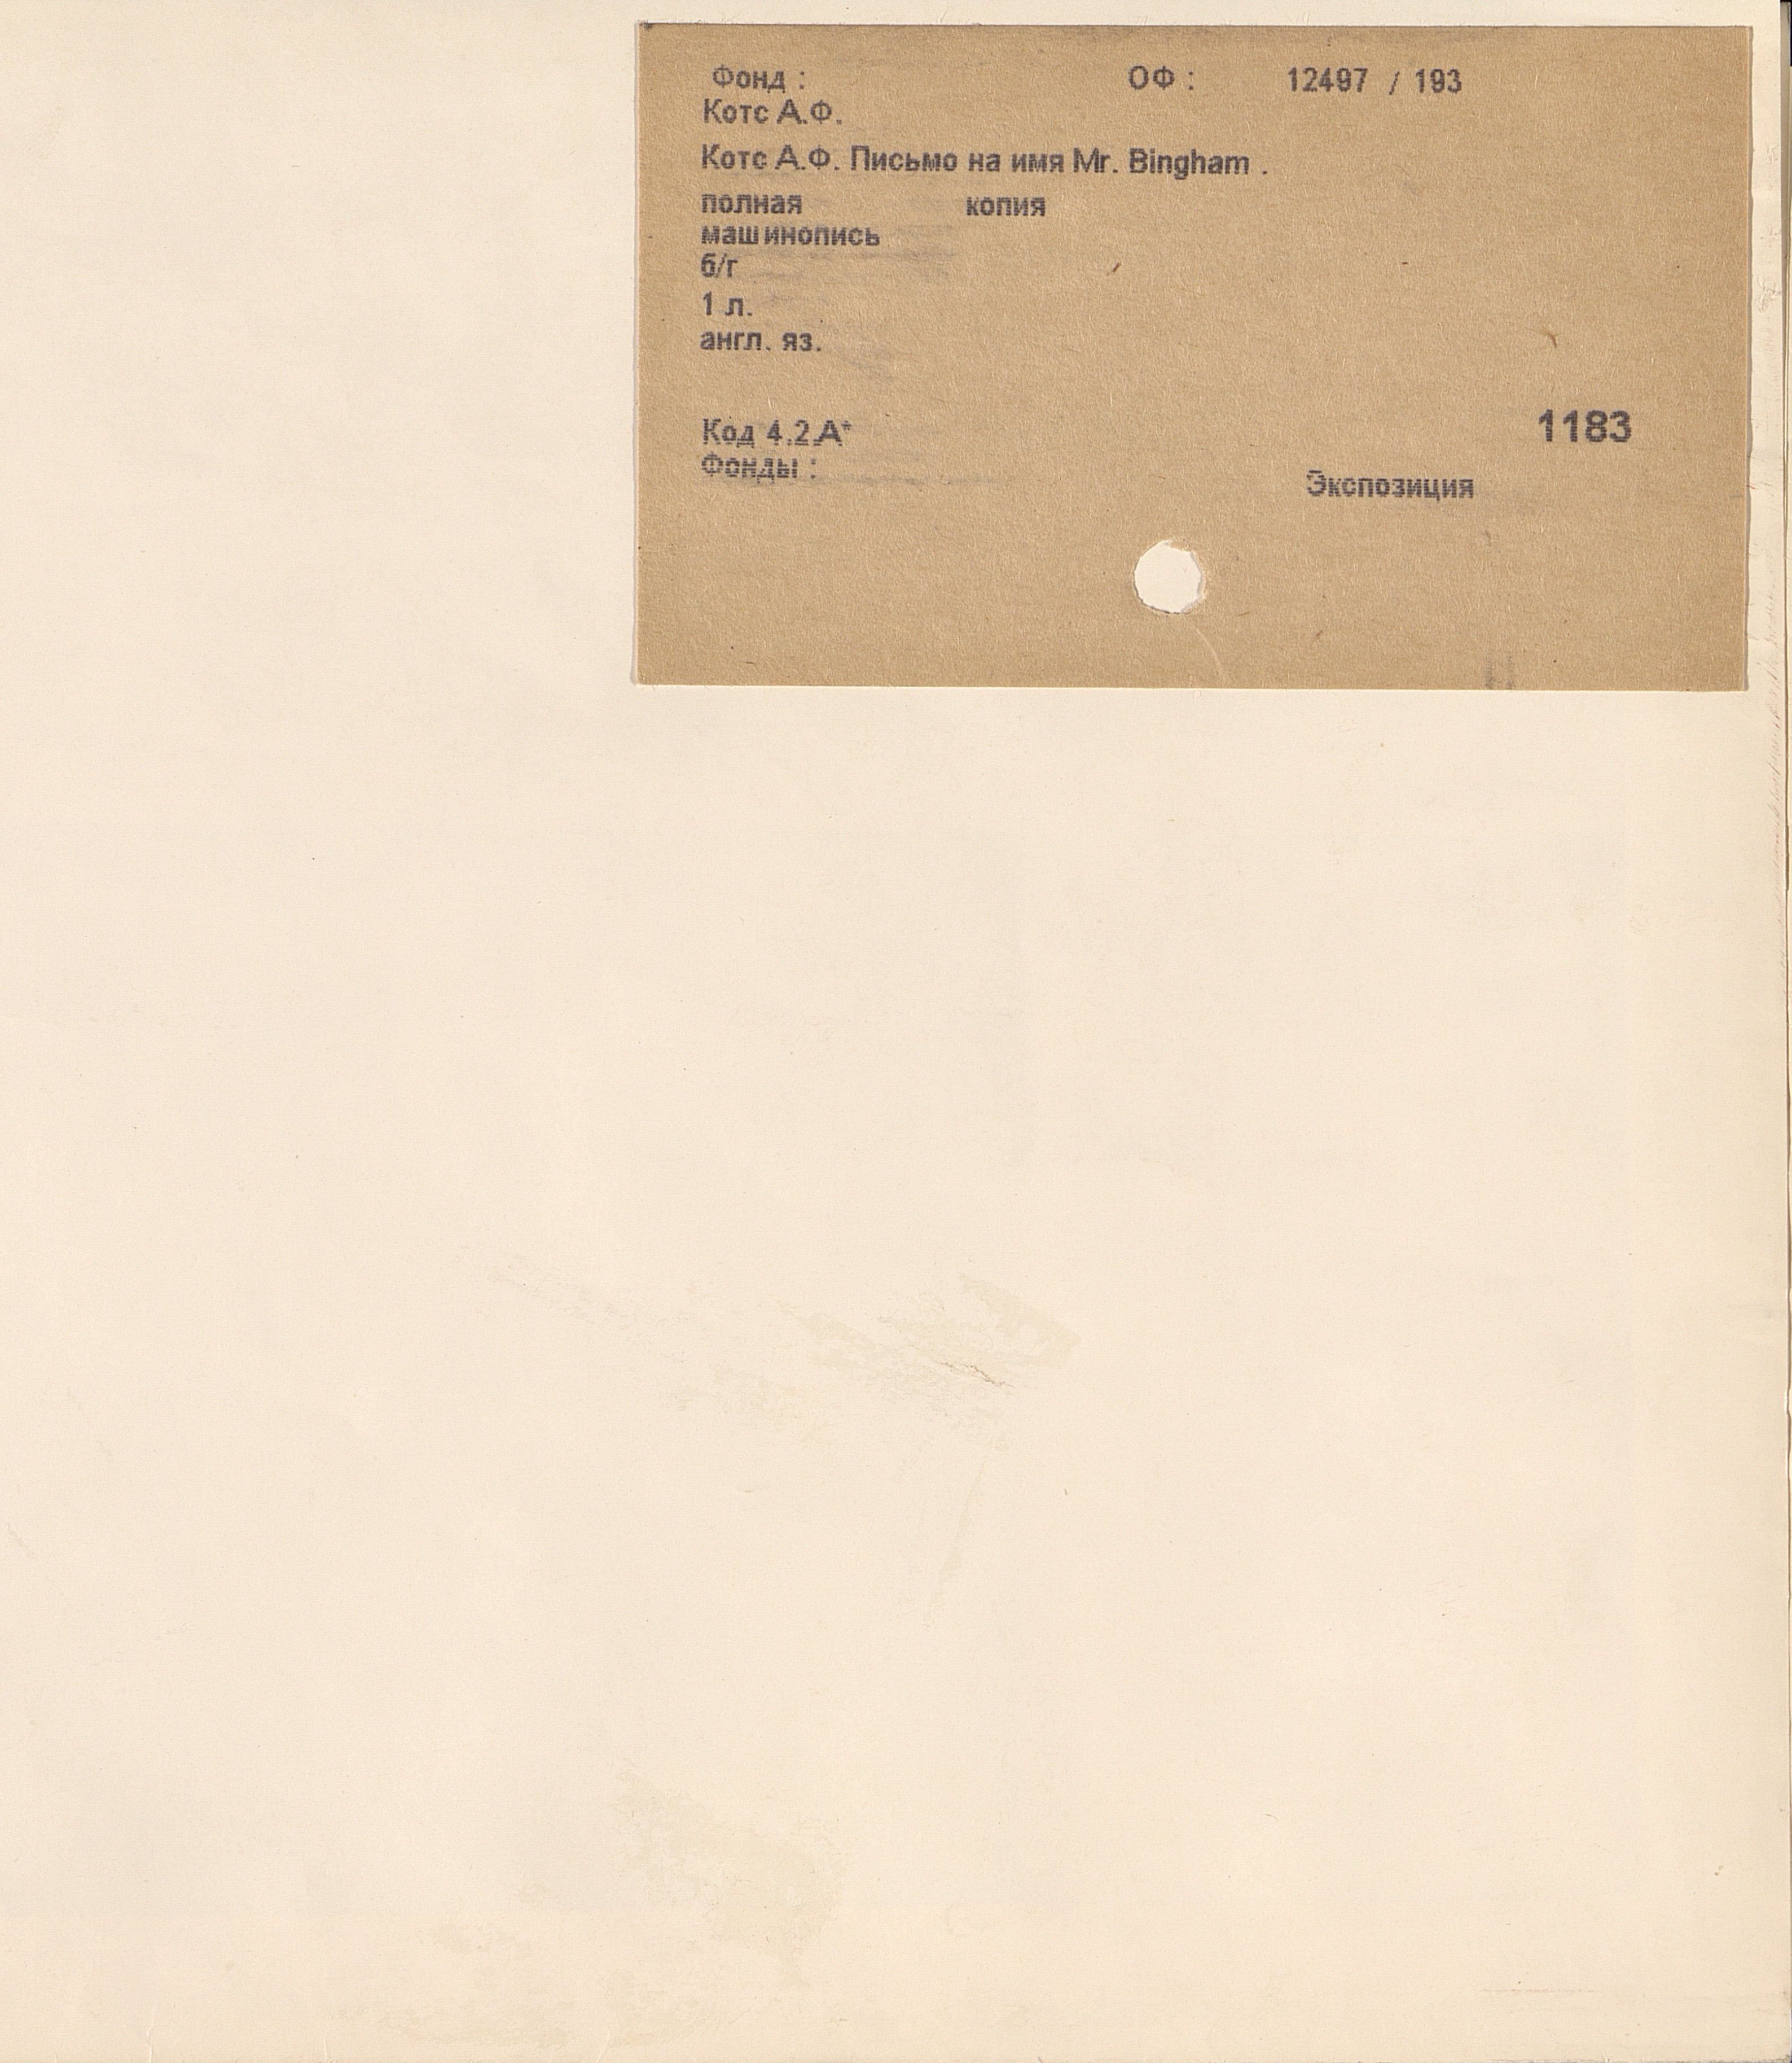 Фонд : ОФ : 12497 / 193
Котс А.Ф.
Котс А.Ф. Письмо на имя Mr. Bingham .
полная копия
машинопись
б/г
1 л.
англ. яз.
Код 4.2.А* 1183
Фонды :
Экспозиция